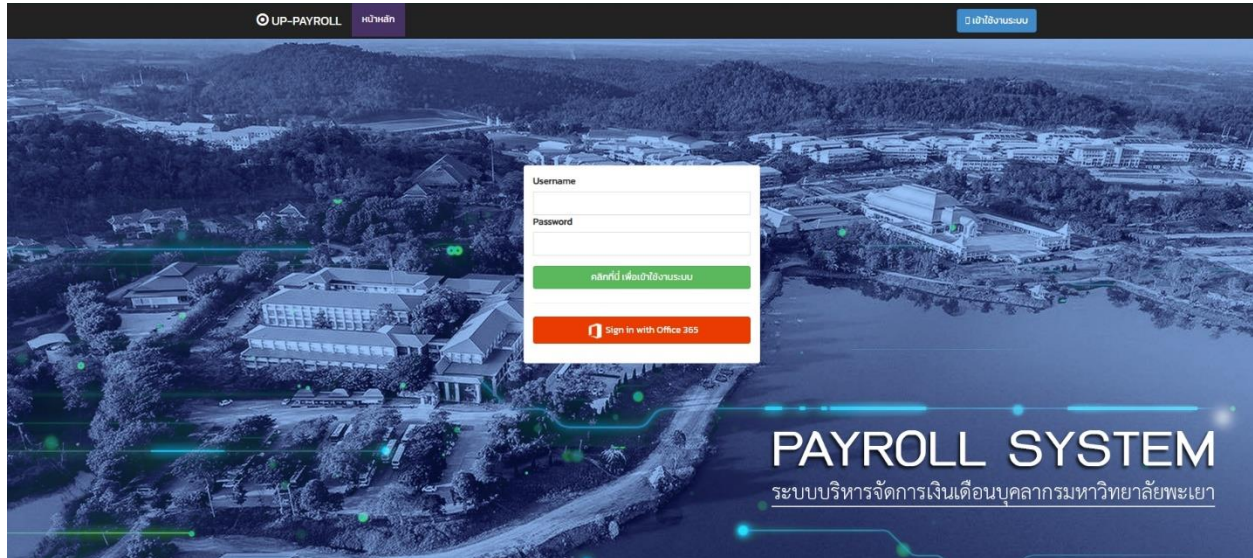 UP-PAYROLL หน้าหลัก เข้าใช้งานระบบ
Username
Password
คลิกที่นี่ เพื่อเข้าใช้งานระบบ
Sign in with Office 365
PAYROLL SYSTEM
ระบบบริหารจัดการเงินเดือนบุคลากรมหาวิทยาลัยพะเยา